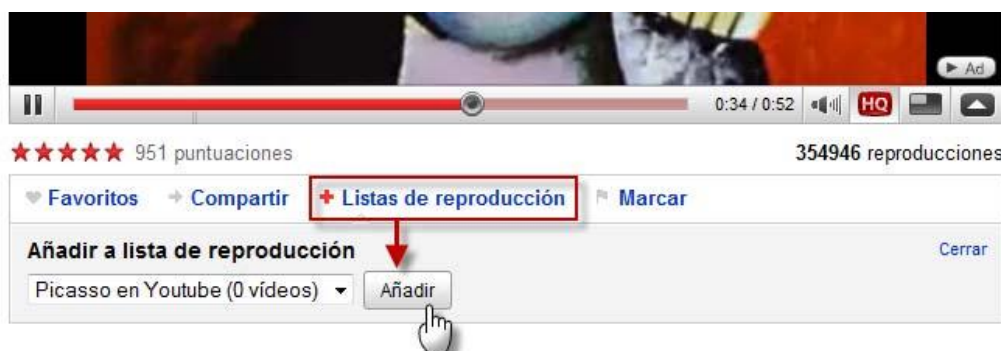 Ad
0:34 / 0:52 HQ
951 puntuaciones 354946 reproducciones
Favoritos Compartir Listas de reproducción Marcar
Añadir a lista de reproducción Cerrar
Picasso en Youtube (0 vídeos) Añadir